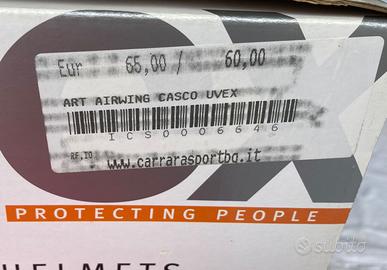 Eur 65,00 / 60,00
ART AIRWING CASCO UVEX
ICS0006646
RF.IO www.carrarasportbg.it
PROTECTING PEOPLE
HELMETS
Subito